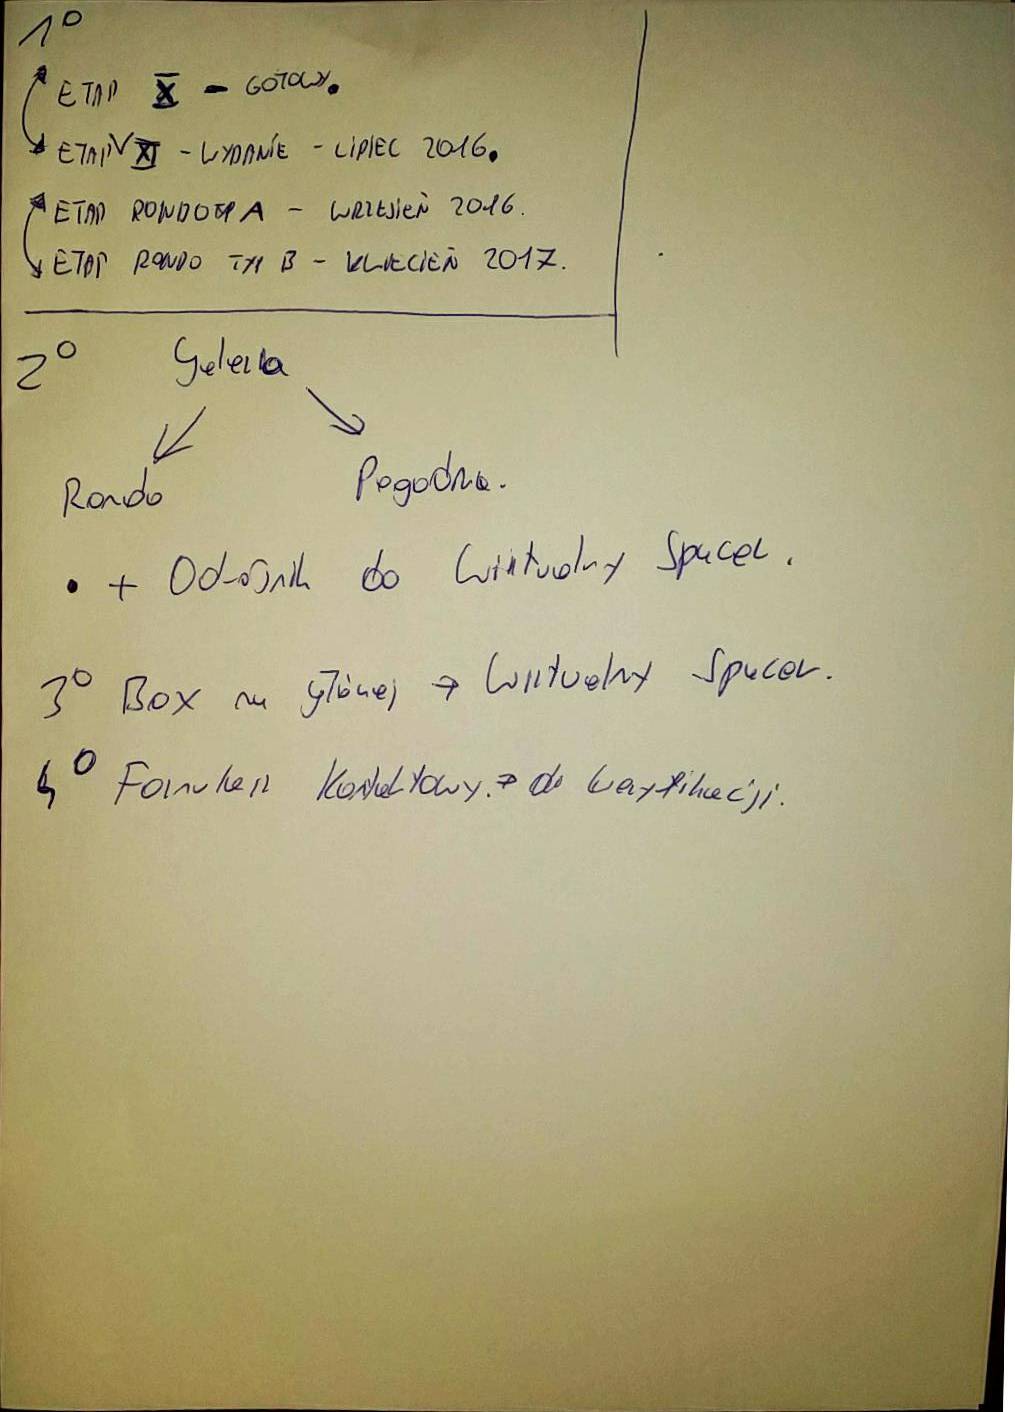 1°
ETAP X - GOTOWY.
ETAP XI - WYDANIE - LIPIEC 2016.
ETAP RONDO TYP A - WRZESIEŃ 2016.
ETAP RONDO TYP B - KWIECIEŃ 2017.
2° Galeria
Rondo Pogodna.
• + Odnośnik do Wirtualny Spacer.
3° Box na głównej → Wirtualny Spacer.
4° Formularz Kontaktowy. → do weryfikacji.